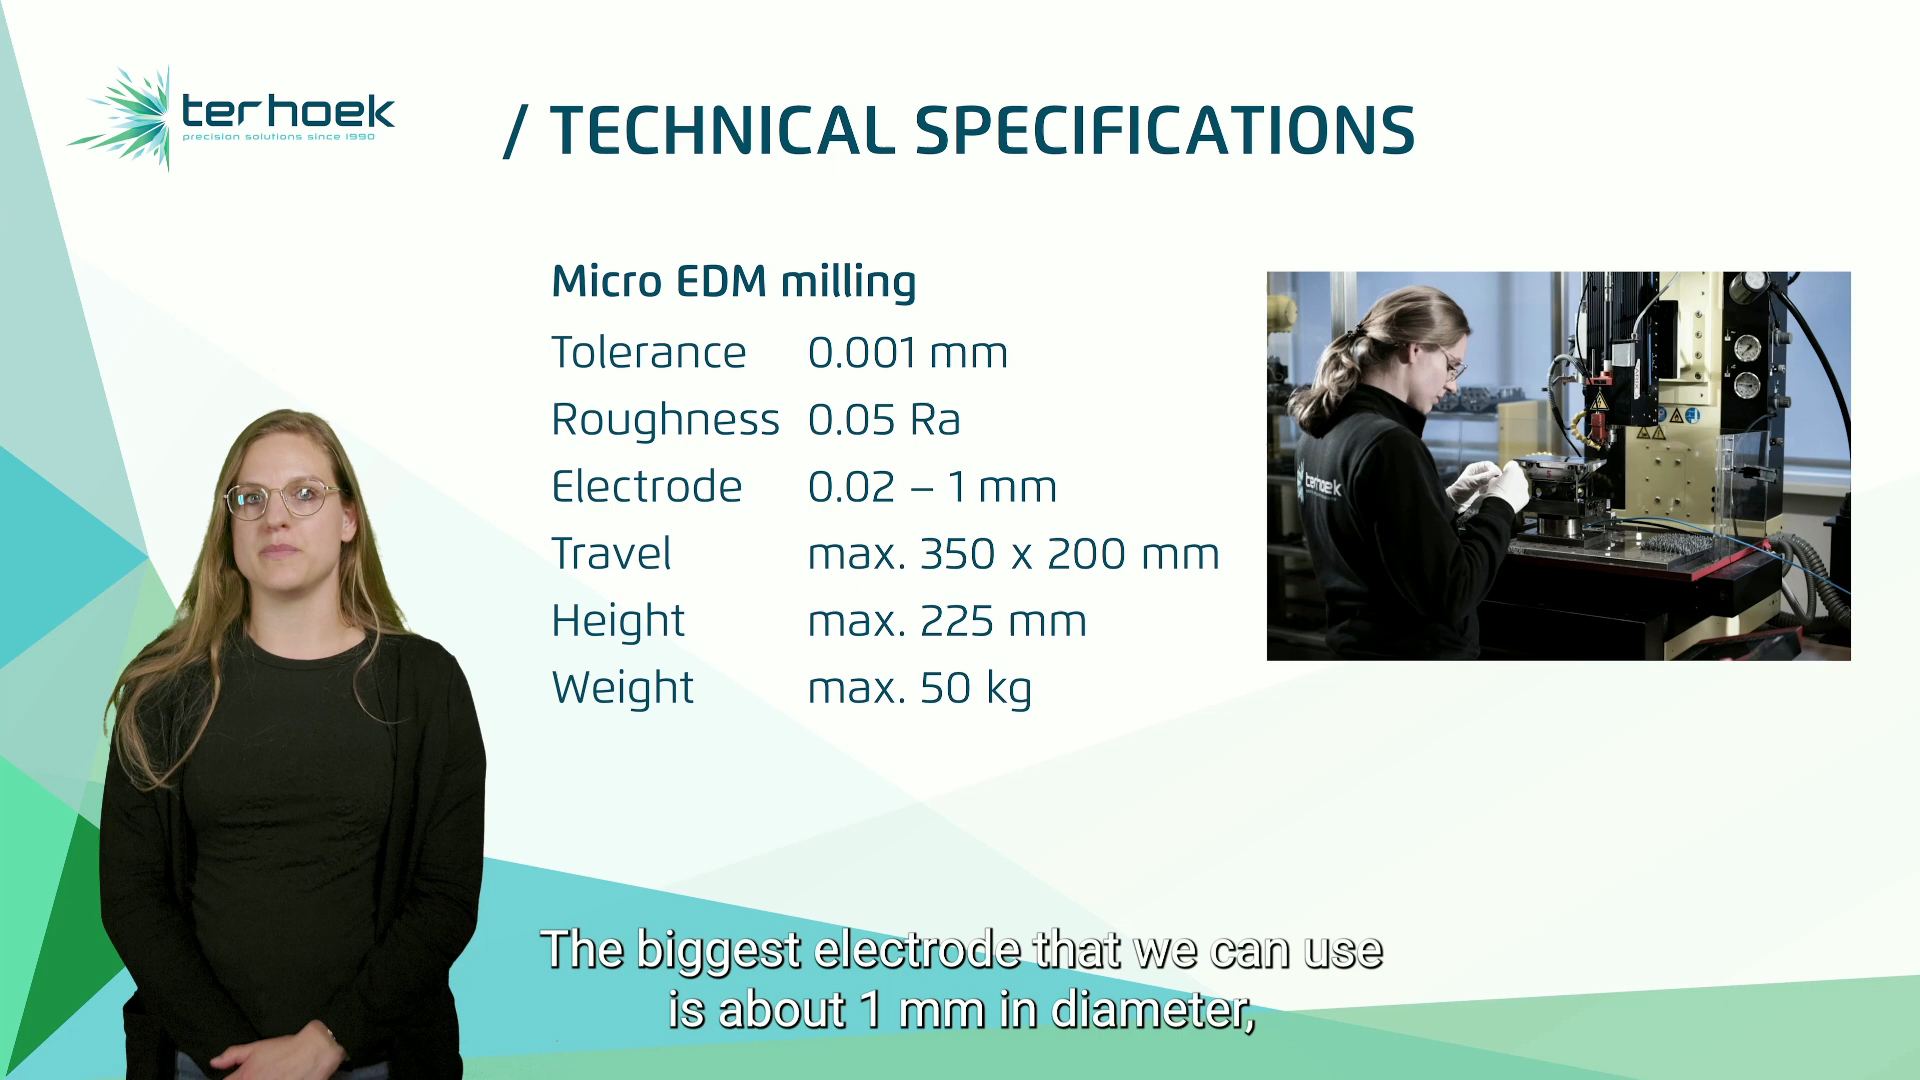 terhoek
precision solutions since 1990
/ TECHNICAL SPECIFICATIONS
Micro EDM milling
Tolerance 0.001 mm
Roughness 0.05 Ra
Electrode 0.02 – 1 mm
Travel max. 350 x 200 mm
Height max. 225 mm
Weight max. 50 kg
terhoek
The biggest electrode that we can use
is about 1 mm in diameter,